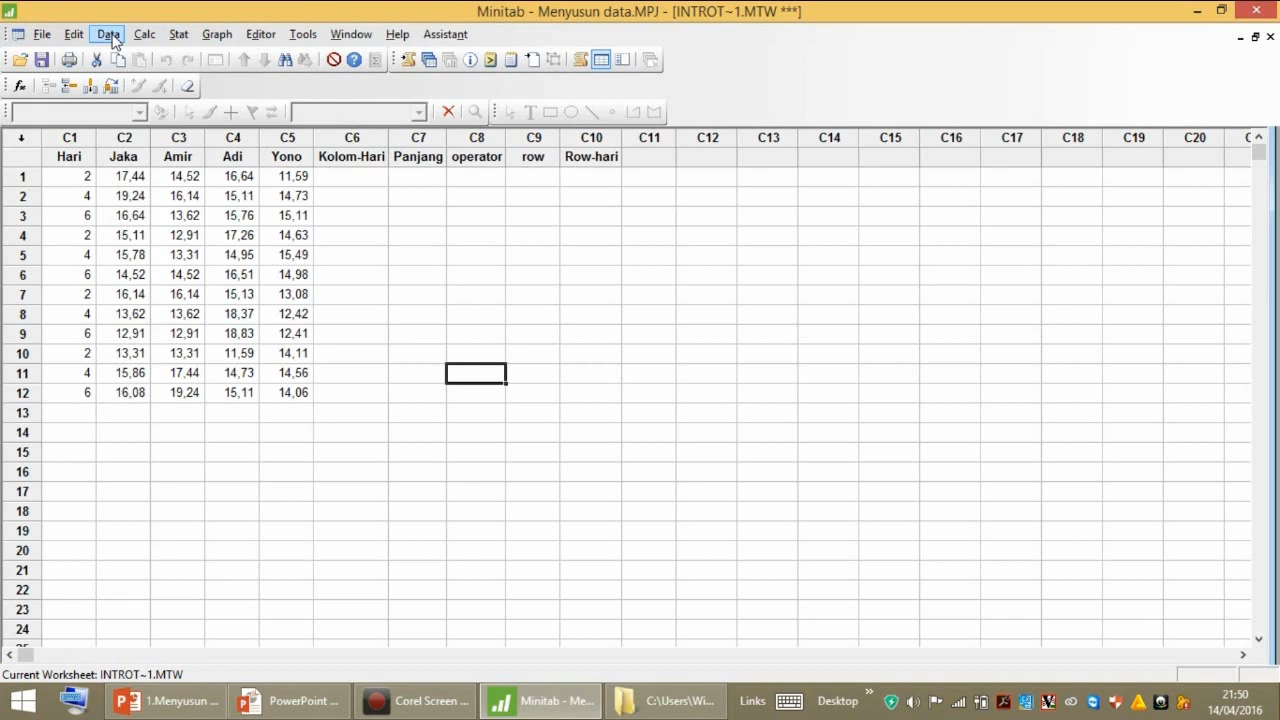 Minitab - Menyusun data.MPJ - [INTROT~1.MTW ***]
File Edit Data Calc Stat Graph Editor Tools Window Help Assistant
C1 C2 C3 C4 C5 C6 C7 C8 C9 C10 C11 C12 C13 C14 C15 C16 C17 C18 C19 C20
Hari Jaka Amir Adi Yono Kolom-Hari Panjang operator row Row-hari
1 2 17,44 14,52 16,64 11,59
2 4 19,24 16,14 15,11 14,73
3 6 16,64 13,62 15,76 15,11
4 2 15,11 12,91 17,26 14,63
5 4 15,78 13,31 14,95 15,49
6 6 14,52 14,52 16,51 14,98
7 2 16,14 16,14 15,13 13,08
8 4 13,62 13,62 18,37 12,42
9 6 12,91 12,91 18,83 12,41
10 2 13,31 13,31 11,59 14,11
11 4 15,86 17,44 14,73 14,56
12 6 16,08 19,24 15,11 14,06
13
14
15
16
17
18
19
20
21
22
23
24
Current Worksheet: INTROT~1.MTW
1.Menyusun ... PowerPoint ... Corel Screen ... Minitab - Me... C:\Users\Wi... Links Desktop 21:50
14/04/2016